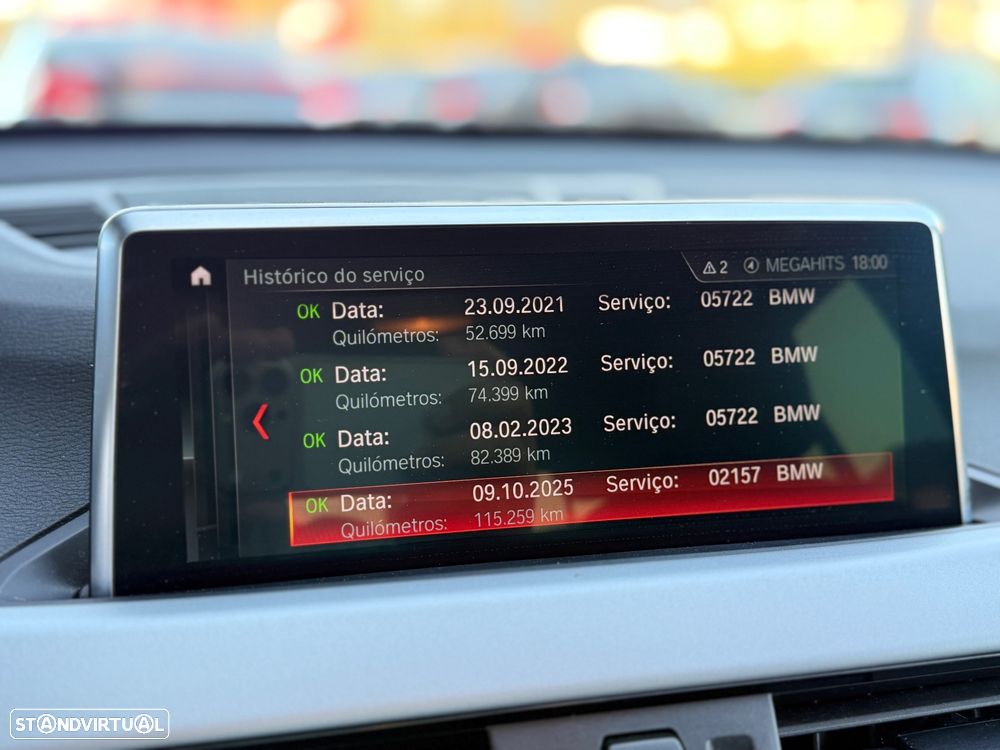 Histórico do serviço
2 MEGAHITS 18:00
OK Data: 23.09.2021 Serviço: 05722 BMW
Quilómetros: 52.699 km
OK Data: 15.09.2022 Serviço: 05722 BMW
Quilómetros: 74.399 km
OK Data: 08.02.2023 Serviço: 05722 BMW
Quilómetros: 82.389 km
OK Data: 09.10.2025 Serviço: 02157 BMW
Quilómetros: 115.259 km
STANDVIRTUAL